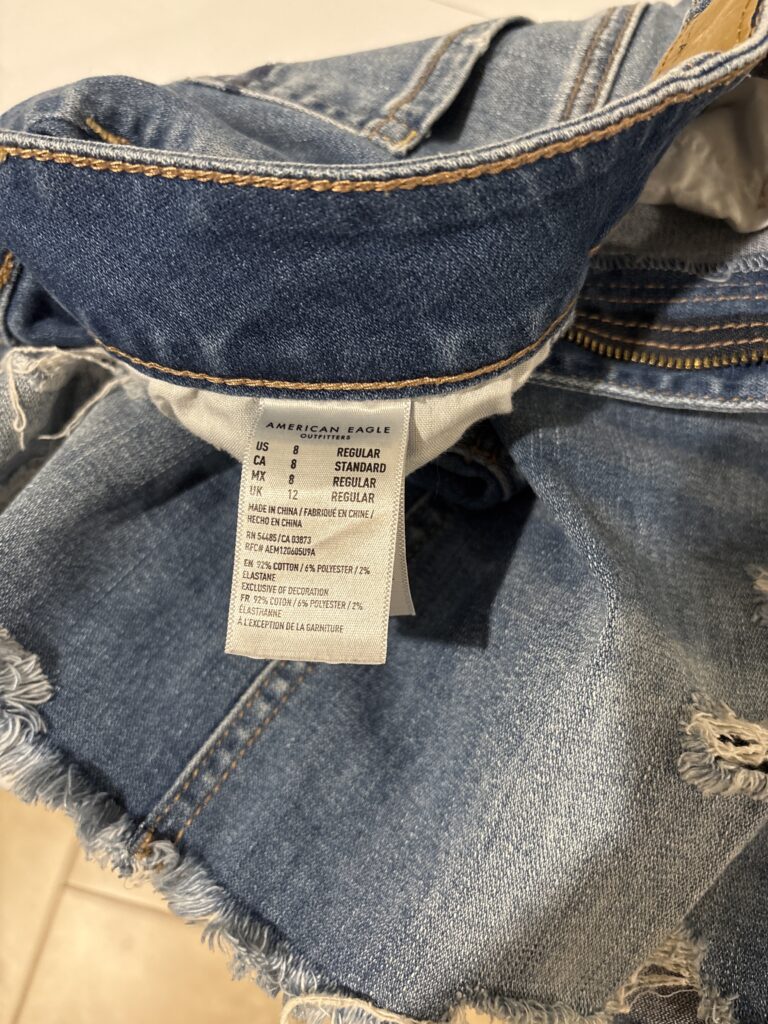 AMERICAN EAGLE
OUTFITTERS
US 8 REGULAR
CA 8 STANDARD
MX 8 REGULAR
UK 12 REGULAR
MADE IN CHINA / FABRIQUÉ EN CHINE /
HECHO EN CHINA
RN 54485/CA 03873
RFC# AEM120605U9A
EN 92% COTTON / 6% POLYESTER / 2%
ELASTANE
EXCLUSIVE OF DECORATION
FR 92% COTON / 6% POLYESTER / 2%
ÉLASTHANNE
À L'EXCEPTION DE LA GARNITURE